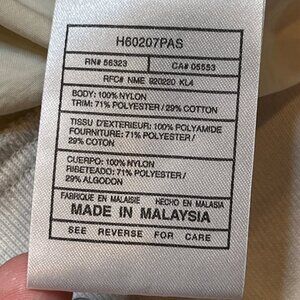 H60207PAS
RN# 56323 CA# 05553
RFC# NME 920220 KL4
BODY: 100% NYLON
TRIM: 71% POLYESTER / 29% COTTON
TISSU D'EXTERIEUR: 100% POLYAMIDE
FOURNITURE: 71% POLYESTER /
29% COTTON
CUERPO: 100% NYLON
RIBETEADO: 71% POLYESTER /
29% ALGODON
FABRIQUE EN MALAISIE HECHO EN MALASIA
MADE IN MALAYSIA
SEE REVERSE FOR CARE